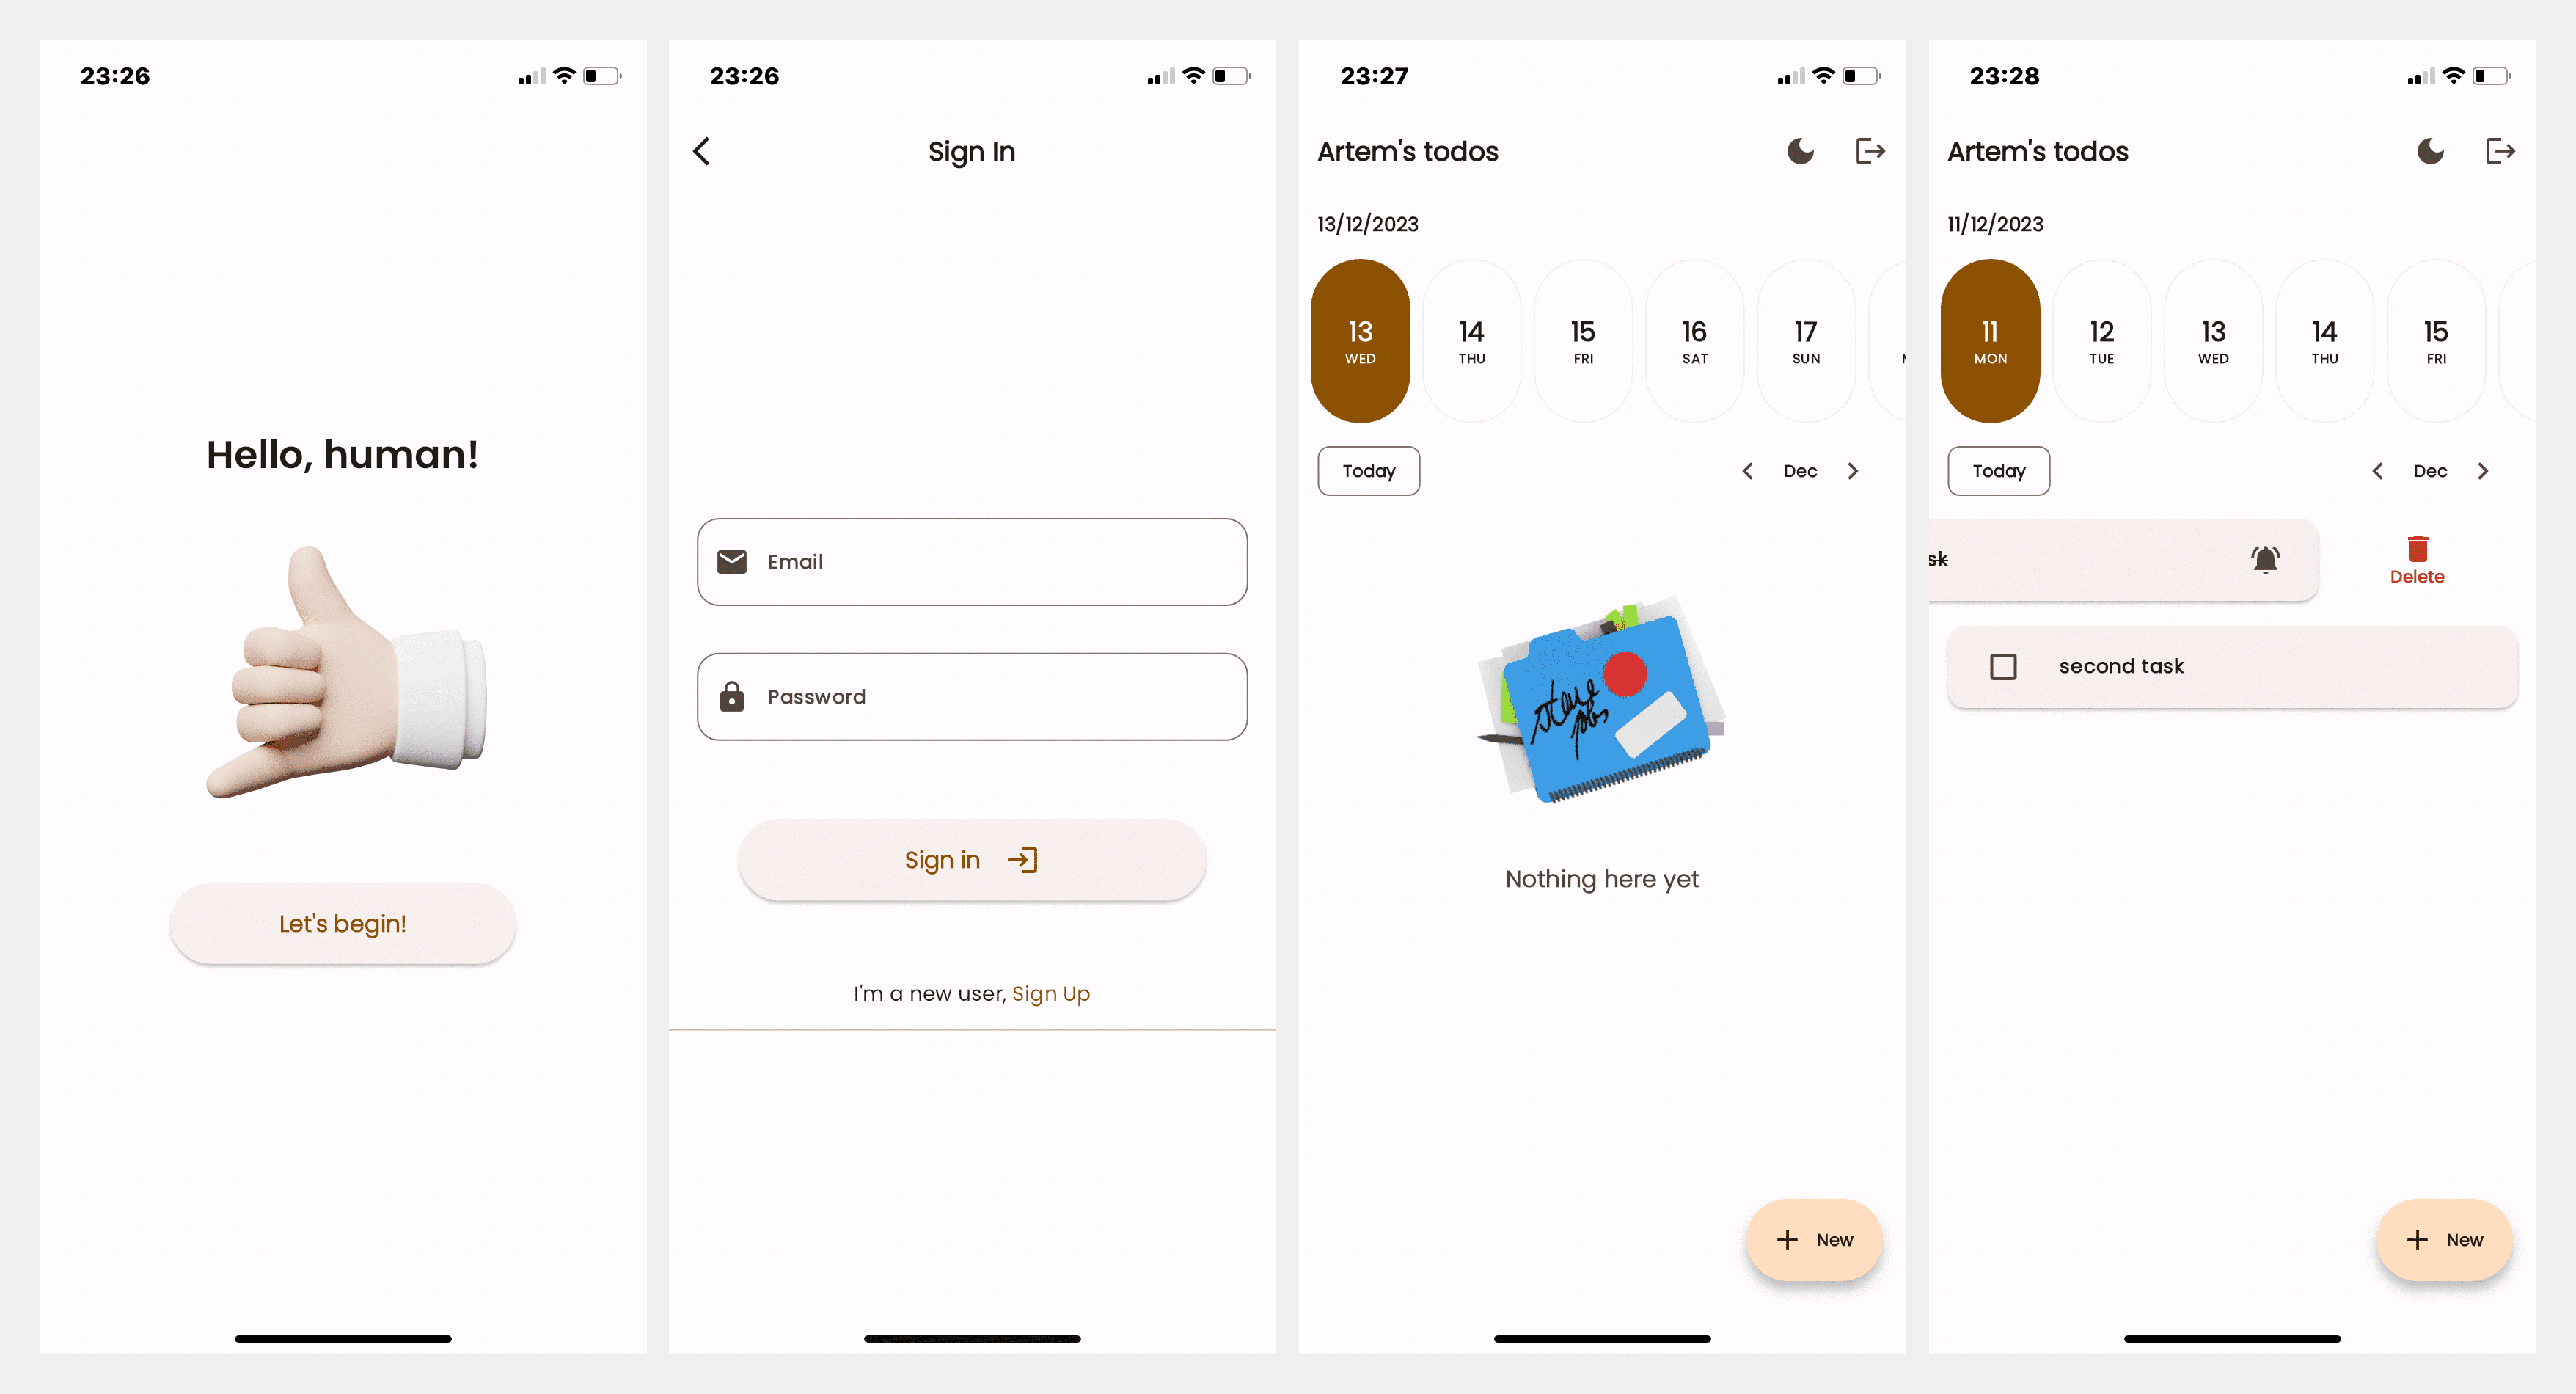 23:26
Hello, human!
Let's begin!
23:26
Sign In
Email
Password
Sign in
I'm a new user, Sign Up
23:27
Artem's todos
13/12/2023
13 14 15 16 17
WED THU FRI SAT SUN
Today
Dec
Nothing here yet
New
23:28
Artem's todos
11/12/2023
11 12 13 14 15
MON TUE WED THU FRI
Today
Dec
sk
Delete
second task
New